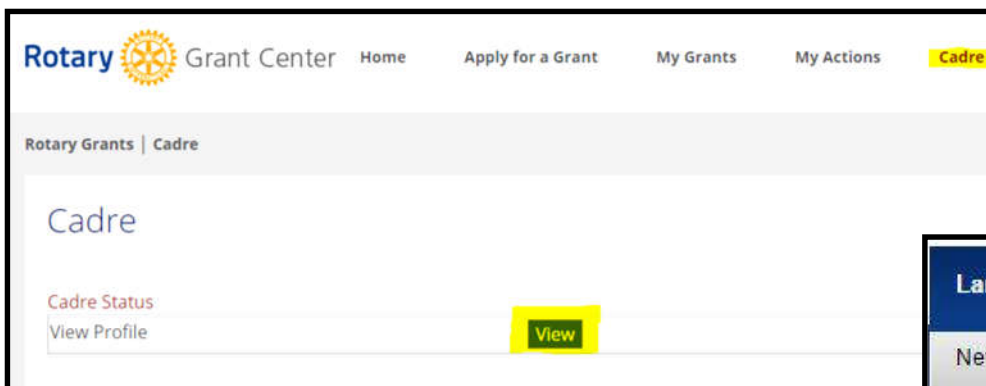 Rotary Grant Center Home Apply for a Grant My Grants My Actions Cadre
Rotary Grants | Cadre
Cadre
Cadre Status
View Profile View